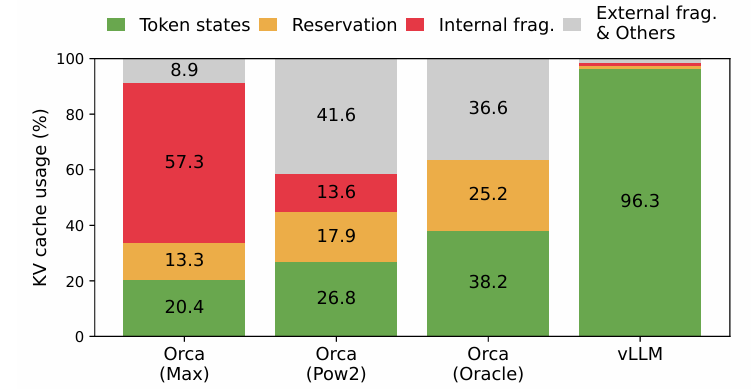 Token states
Reservation
Internal frag.
External frag.
& Others
KV cache usage (%)
100
80
60
40
20
0
8.9
57.3
13.3
20.4
41.6
13.6
17.9
26.8
36.6
25.2
38.2
96.3
Orca
(Max)
Orca
(Pow2)
Orca
(Oracle)
vLLM